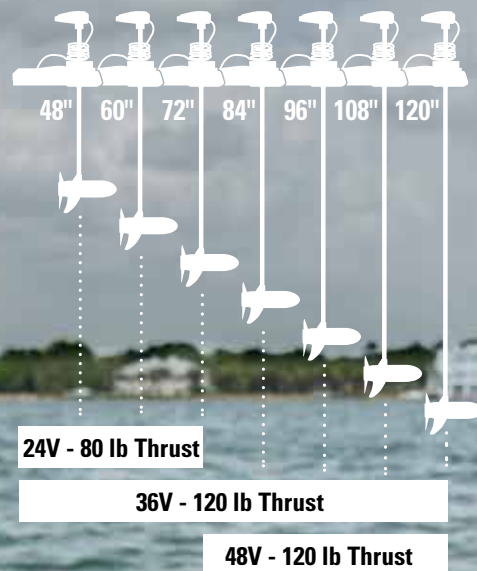 48" 60" 72" 84" 96" 108" 120"
24V - 80 lb Thrust
36V - 120 lb Thrust
48V - 120 lb Thrust